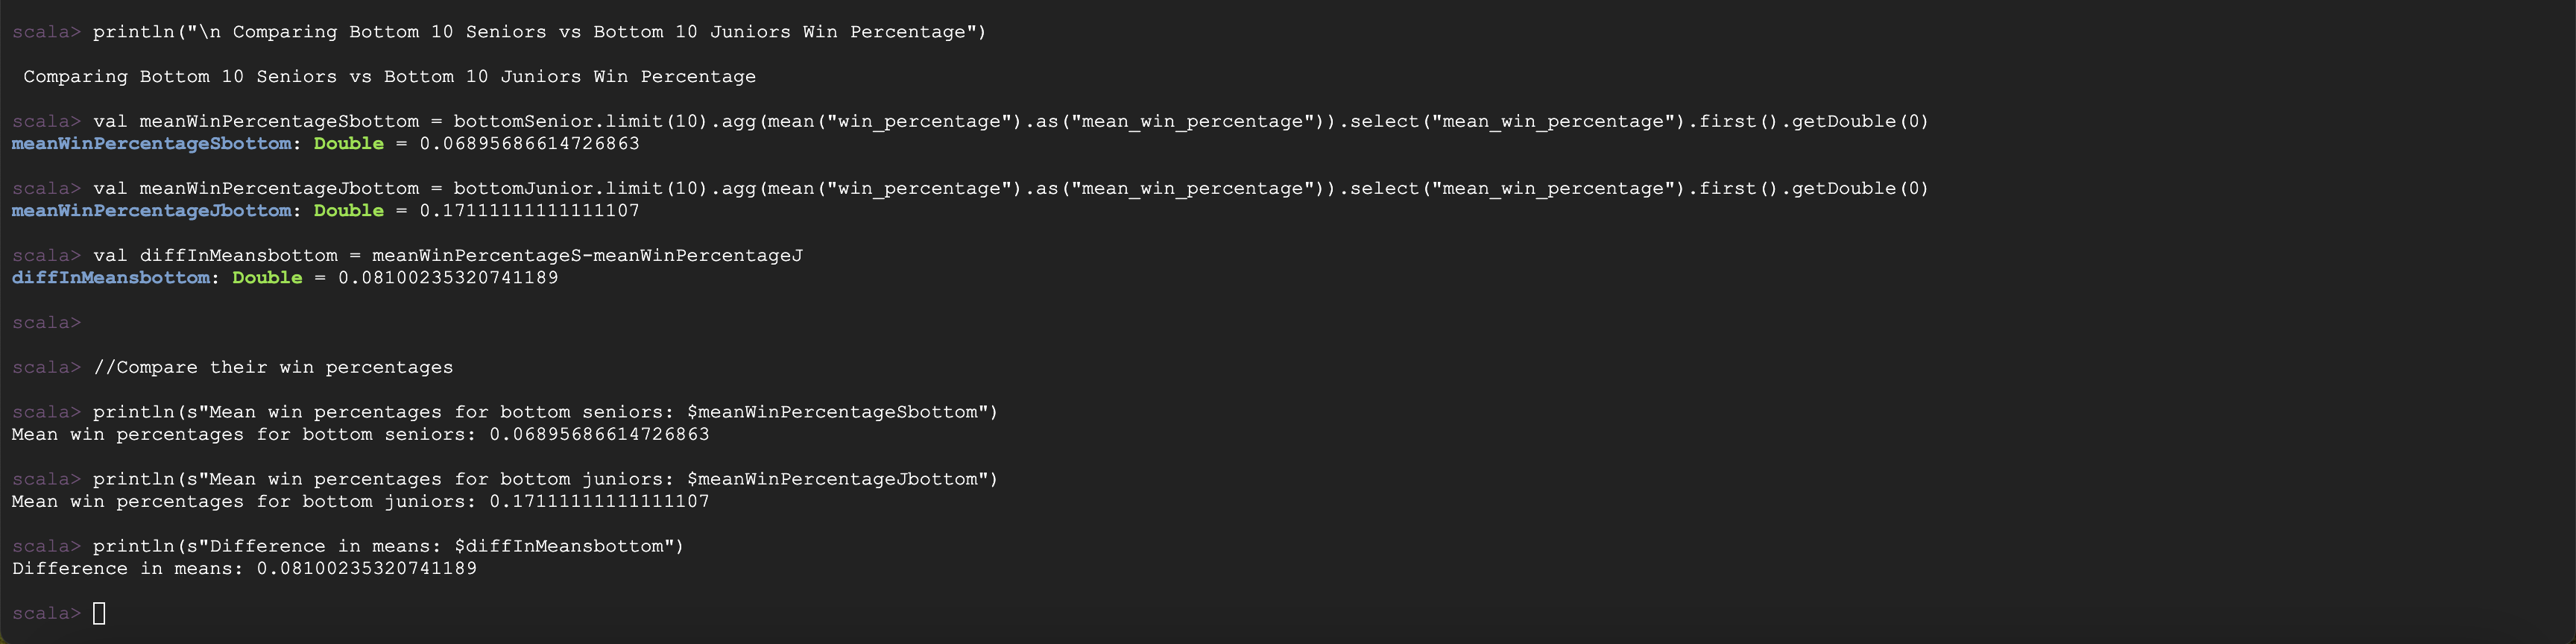 scala> println("\n Comparing Bottom 10 Seniors vs Bottom 10 Juniors Win Percentage")
 Comparing Bottom 10 Seniors vs Bottom 10 Juniors Win Percentage
scala> val meanWinPercentageSbottom = bottomSenior.limit(10).agg(mean("win_percentage").as("mean_win_percentage")).select("mean_win_percentage").first().getDouble(0)
meanWinPercentageSbottom: Double = 0.06895686614726863
scala> val meanWinPercentageJbottom = bottomJunior.limit(10).agg(mean("win_percentage").as("mean_win_percentage")).select("mean_win_percentage").first().getDouble(0)
meanWinPercentageJbottom: Double = 0.17111111111111107
scala> val diffInMeansbottom = meanWinPercentageS-meanWinPercentageJ
diffInMeansbottom: Double = 0.08100235320741189
scala>
scala> //Compare their win percentages
scala> println(s"Mean win percentages for bottom seniors: $meanWinPercentageSbottom")
Mean win percentages for bottom seniors: 0.06895686614726863
scala> println(s"Mean win percentages for bottom juniors: $meanWinPercentageJbottom")
Mean win percentages for bottom juniors: 0.17111111111111107
scala> println(s"Difference in means: $diffInMeansbottom")
Difference in means: 0.08100235320741189
scala>